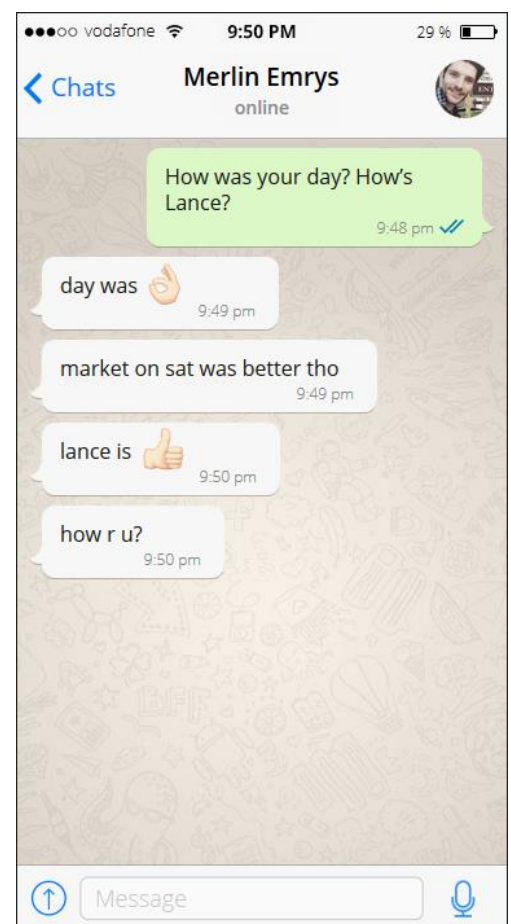 vodafone 9:50 PM 29 %
Chats Merlin Emrys
online
How was your day? How's
Lance?
9:48 pm
day was 👌🏻
9:49 pm
market on sat was better tho
9:49 pm
lance is 👍🏻
9:50 pm
how r u?
9:50 pm
BFF
Message